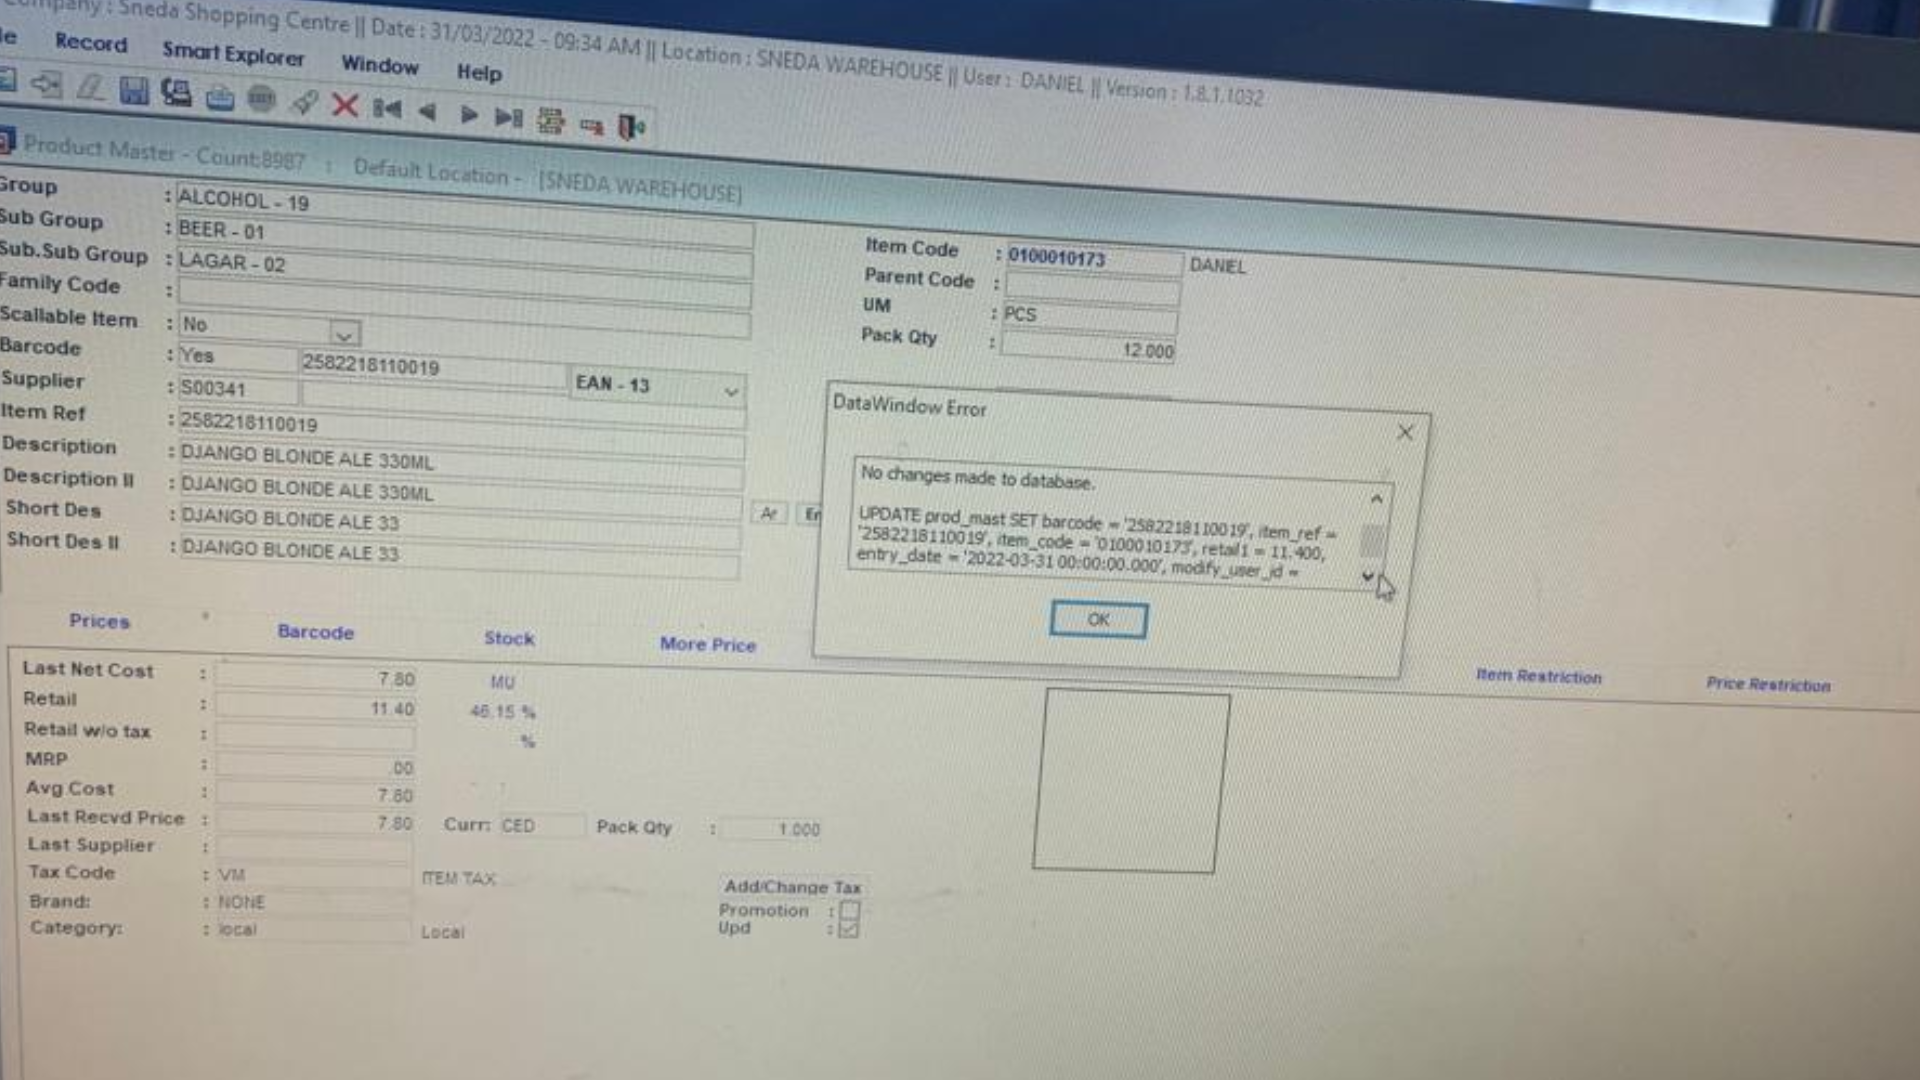 Company : Sneda Shopping Centre || Date : 31/03/2022 - 09:34 AM || Location : SNEDA WAREHOUSE || User : DANIEL || Version : 1.8.1.1032
Record Smart Explorer Window Help
Product Master - Count:8987 : Default Location - [SNEDA WAREHOUSE]
Group : ALCOHOL - 19
Sub Group : BEER - 01
Sub.Sub Group : LAGAR - 02
Family Code :
Scallable Item : No
Barcode : Yes 2582218110019 EAN - 13
Supplier : S00341
Item Ref : 2582218110019
Description : DJANGO BLONDE ALE 330ML
Description II : DJANGO BLONDE ALE 330ML
Short Des : DJANGO BLONDE ALE 33
Short Des II : DJANGO BLONDE ALE 33
Ar En
Item Code : 0100010173 DANIEL
Parent Code :
UM : PCS
Pack Qty : 12.000
DataWindow Error
No changes made to database.
UPDATE prod_mast SET barcode = '2582218110019', item_ref =
'2582218110019', item_code = '0100010173', retail1 = 11.400,
entry_date = '2022-03-31 00:00:00.000', modify_user_id =
OK
Prices Barcode Stock More Price Item Restriction Price Restriction
Last Net Cost : 7.80 MU
Retail : 11.40 46.15 %
Retail w/o tax : %
MRP : .00
Avg Cost : 7.80
Last Recvd Price : 7.80 Curr: CED Pack Qty : 1.000
Last Supplier :
Tax Code : VM ITEM TAX
Add/Change Tax
Brand: : NONE
Promotion :
Category: : local Local
Upd :